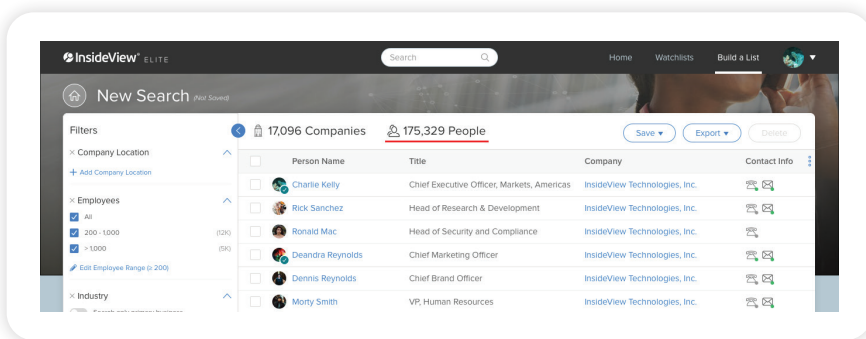 InsideView® ELITE
Search
Home Watchlists Build a List
New Search (Not Saved)
Filters
17,096 Companies 175,329 People
Save Export Delete
× Company Location
+ Add Company Location
× Employees
All
200 - 1,000 (12K)
> 1,000 (5K)
Edit Employee Range (≥ 200)
× Industry
Search only primary business
Person Name Title Company Contact Info
Charlie Kelly Chief Executive Officer, Markets, Americas InsideView Technologies, Inc.
Rick Sanchez Head of Research & Development InsideView Technologies, Inc.
Ronald Mac Head of Security and Compliance InsideView Technologies, Inc.
Deandra Reynolds Chief Marketing Officer InsideView Technologies, Inc.
Dennis Reynolds Chief Brand Officer InsideView Technologies, Inc.
Morty Smith VP, Human Resources InsideView Technologies, Inc.